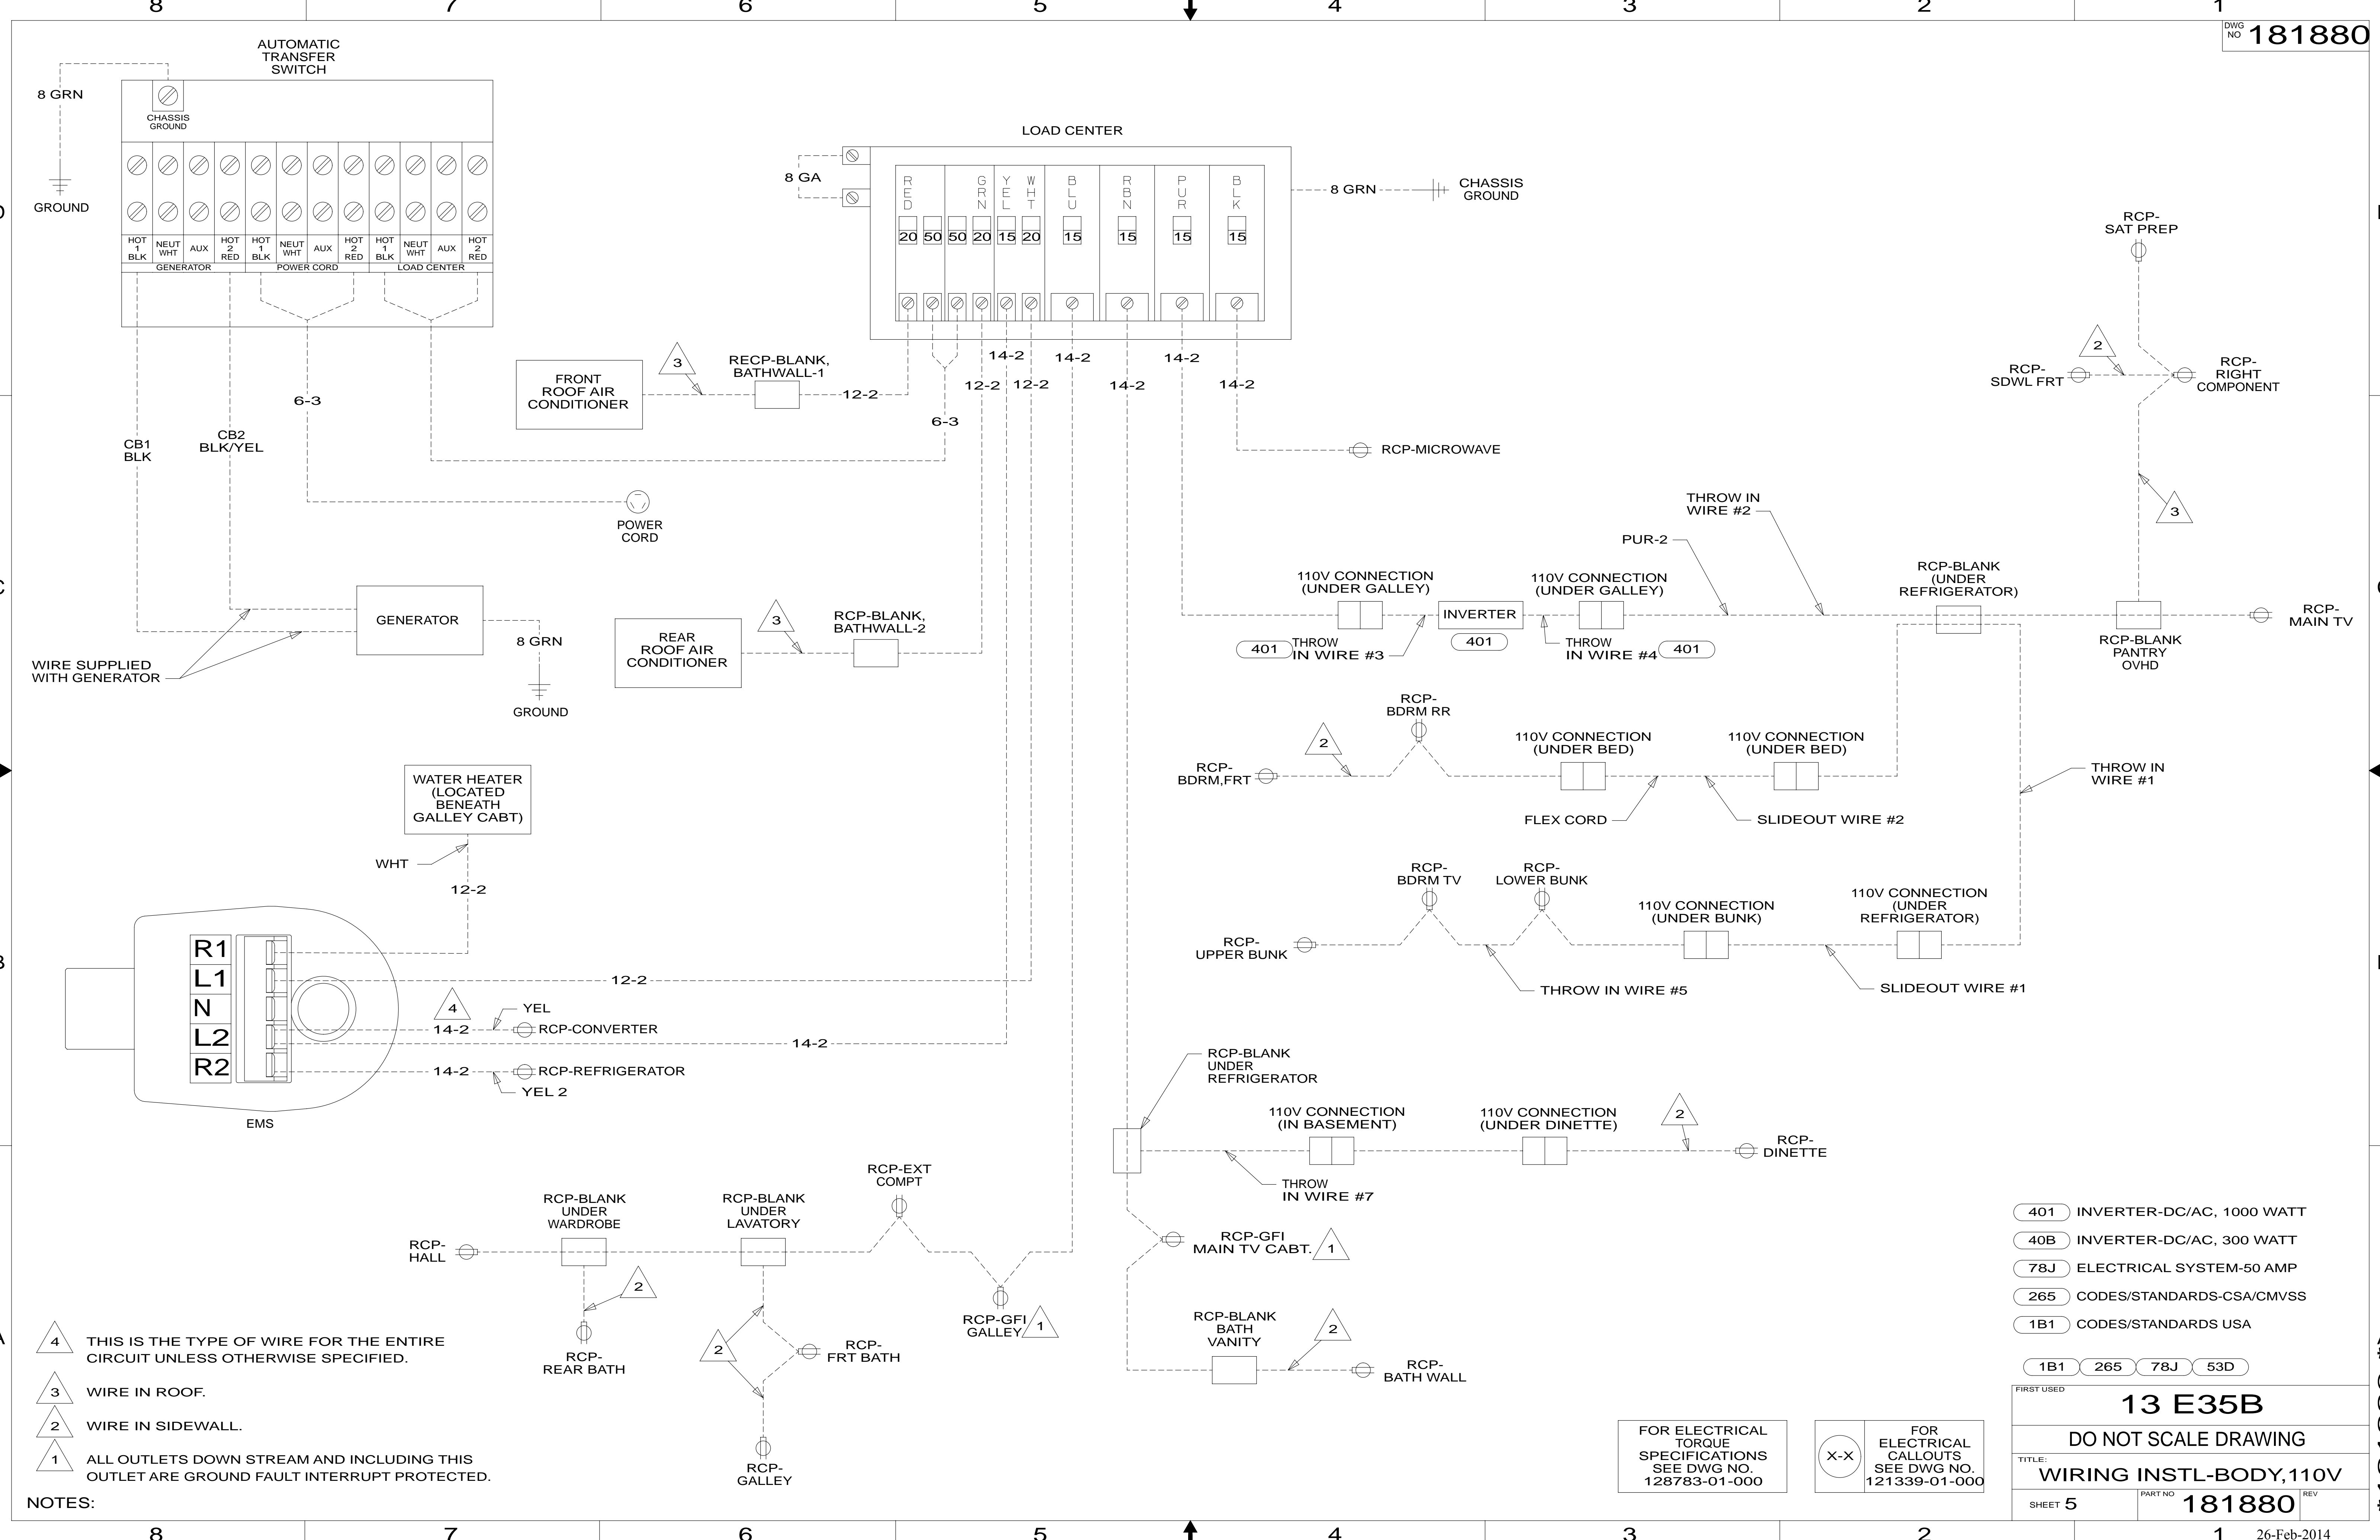 8 7 6 5 4 3 2 1
DWG
NO 181880
AUTOMATIC
TRANSFER
SWITCH
8 GRN
CHASSIS
GROUND
GROUND
HOT
1
BLK
NEUT
WHT
AUX
HOT
2
RED
HOT
1
BLK
NEUT
WHT
AUX
HOT
2
RED
HOT
1
BLK
NEUT
WHT
AUX
HOT
2
RED
GENERATOR POWER CORD LOAD CENTER
CB1
BLK
CB2
BLK/YEL
6-3
POWER
CORD
GENERATOR
8 GRN
GROUND
WIRE SUPPLIED
WITH GENERATOR
LOAD CENTER
8 GA
RED GRN YEL WHT BLU RBN PUR BLK
20 50 50 20 15 20 15 15 15 15
8 GRN
CHASSIS
GROUND
14-2 14-2 14-2
12-2 12-2 14-2 14-2
6-3
FRONT
ROOF AIR
CONDITIONER
3
RECP-BLANK,
BATHWALL-1
12-2
REAR
ROOF AIR
CONDITIONER
3
RCP-BLANK,
BATHWALL-2
RCP-MICROWAVE
RCP-
SAT PREP
2
RCP-
SDWL FRT
RCP-
RIGHT
COMPONENT
3
THROW IN
WIRE #2
PUR-2
110V CONNECTION
(UNDER GALLEY)
INVERTER
401
110V CONNECTION
(UNDER GALLEY)
401 THROW
IN WIRE #3
THROW
IN WIRE #4 401
RCP-BLANK
(UNDER
REFRIGERATOR)
RCP-BLANK
PANTRY
OVHD
RCP-
MAIN TV
RCP-
BDRM RR
2
RCP-
BDRM,FRT
110V CONNECTION
(UNDER BED)
110V CONNECTION
(UNDER BED)
FLEX CORD
SLIDEOUT WIRE #2
THROW IN
WIRE #1
RCP-
BDRM TV
RCP-
LOWER BUNK
RCP-
UPPER BUNK
110V CONNECTION
(UNDER BUNK)
110V CONNECTION
(UNDER
REFRIGERATOR)
THROW IN WIRE #5
SLIDEOUT WIRE #1
WATER HEATER
(LOCATED
BENEATH
GALLEY CABT)
WHT
12-2
R1
L1
N
L2
R2
EMS
12-2
4
YEL
14-2
RCP-CONVERTER
14-2
14-2
RCP-REFRIGERATOR
YEL 2
RCP-BLANK
UNDER
REFRIGERATOR
110V CONNECTION
(IN BASEMENT)
110V CONNECTION
(UNDER DINETTE)
2
RCP-
DINETTE
THROW
IN WIRE #7
RCP-GFI
MAIN TV CABT. 1
RCP-BLANK
BATH
VANITY
2
RCP-
BATH WALL
RCP-
HALL
RCP-BLANK
UNDER
WARDROBE
RCP-BLANK
UNDER
LAVATORY
RCP-EXT
COMPT
2
RCP-
REAR BATH
2
RCP-
FRT BATH
RCP-
GALLEY
RCP-GFI
GALLEY 1
4 THIS IS THE TYPE OF WIRE FOR THE ENTIRE
CIRCUIT UNLESS OTHERWISE SPECIFIED.
3 WIRE IN ROOF.
2 WIRE IN SIDEWALL.
1 ALL OUTLETS DOWN STREAM AND INCLUDING THIS
OUTLET ARE GROUND FAULT INTERRUPT PROTECTED.
NOTES:
401 INVERTER-DC/AC, 1000 WATT
40B INVERTER-DC/AC, 300 WATT
78J ELECTRICAL SYSTEM-50 AMP
265 CODES/STANDARDS-CSA/CMVSS
1B1 CODES/STANDARDS USA
1B1 265 78J 53D
FOR ELECTRICAL
TORQUE
SPECIFICATIONS
SEE DWG NO.
128783-01-000
X-X
FOR
ELECTRICAL
CALLOUTS
SEE DWG NO.
121339-01-000
FIRST USED
13 E35B
DO NOT SCALE DRAWING
TITLE:
WIRING INSTL-BODY,110V
SHEET 5
PART NO 181880
REV
8 7 6 5 4 3 2 1
26-Feb-2014